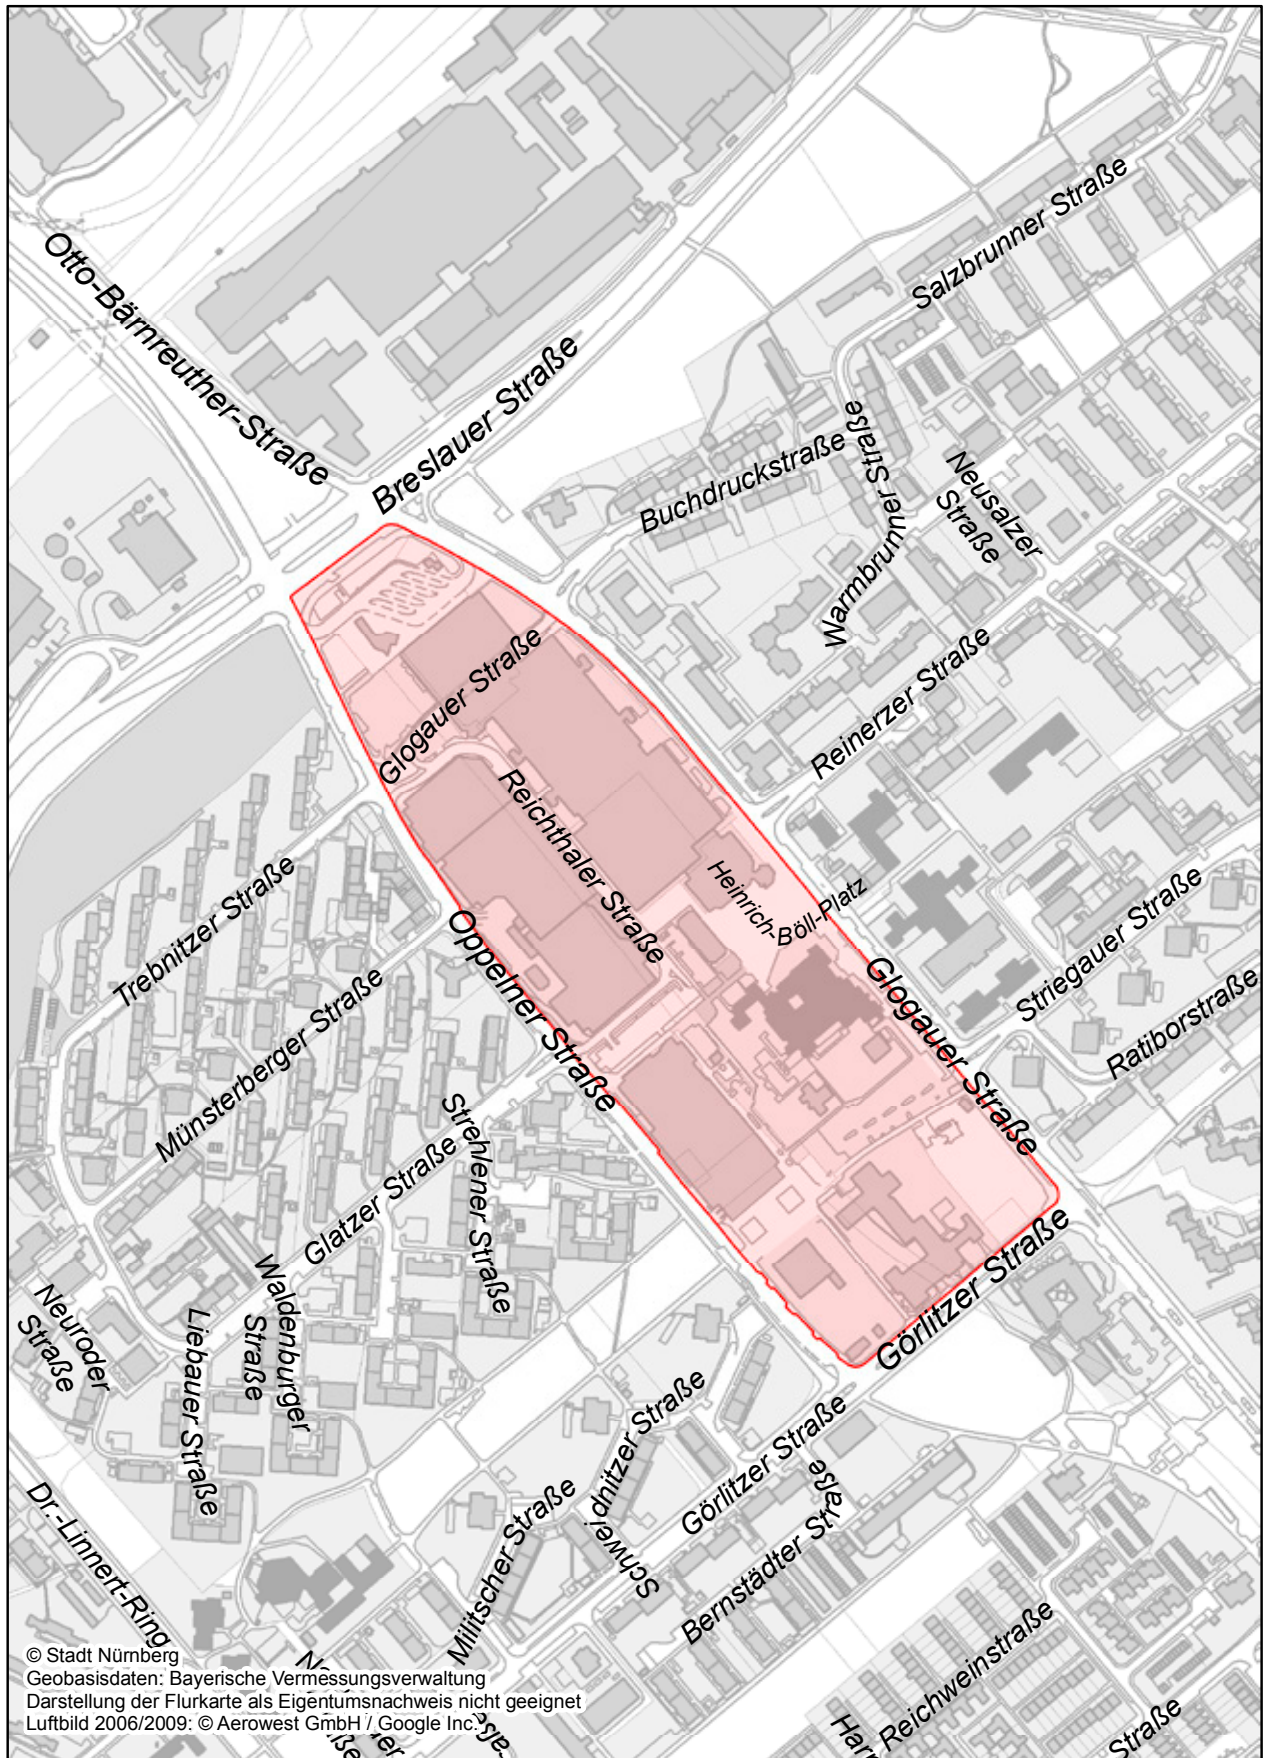 Salzbrunner Straße
Otto-Bärnreuther-Straße
Breslauer Straße
Buchdruckstraße
Warmbrunner Straße
Neusalzer
Straße
Glogauer Straße
Reinerzer Straße
Reichthaler Straße
Heinrich-Böll-Platz
Trebnitzer Straße
Oppelner Straße
Glogauer Straße
Striegauer Straße
Ratiborstraße
Münsterberger Straße
Glatzer Straße
Strehlener Straße
Görlitzer Straße
Neuroder
Straße
Liebauer Straße
Waldenburger
Straße
Schweidnitzer Straße
Görlitzer Straße
Militscher Straße
Bernstädter Straße
Dr.-Linnert-Ring
Reichweinstraße
Straße
© Stadt Nürnberg
Geobasisdaten: Bayerische Vermessungsverwaltung
Darstellung der Flurkarte als Eigentumsnachweis nicht geeignet
Luftbild 2006/2009: © Aerowest GmbH / Google Inc.